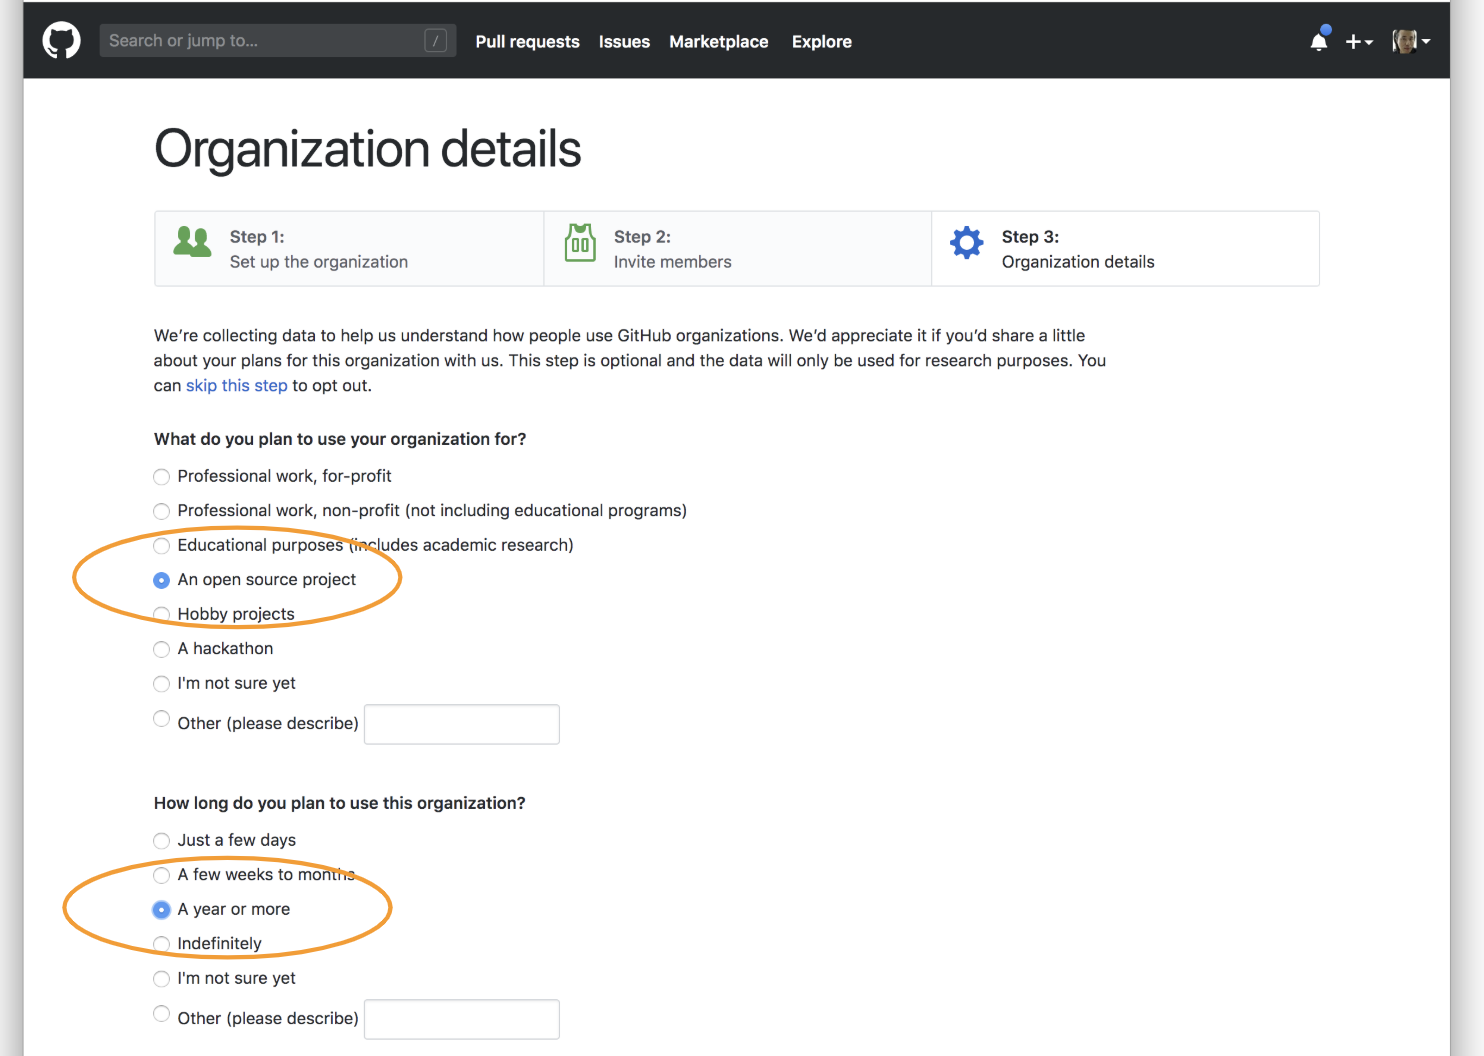 Search or jump to... / Pull requests Issues Marketplace Explore
Organization details
Step 1:
Set up the organization
Step 2:
Invite members
Step 3:
Organization details
We’re collecting data to help us understand how people use GitHub organizations. We’d appreciate it if you’d share a little
about your plans for this organization with us. This step is optional and the data will only be used for research purposes. You
can skip this step to opt out.
What do you plan to use your organization for?
Professional work, for-profit
Professional work, non-profit (not including educational programs)
Educational purposes (includes academic research)
An open source project
Hobby projects
A hackathon
I'm not sure yet
Other (please describe)
How long do you plan to use this organization?
Just a few days
A few weeks to months
A year or more
Indefinitely
I'm not sure yet
Other (please describe)